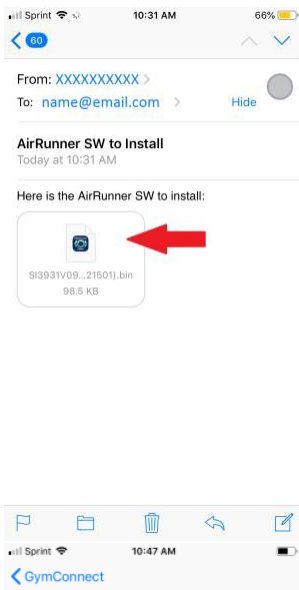 Sprint 10:31 AM 66%
60
From: XXXXXXXXXX
To: name@email.com Hide
AirRunner SW to Install
Today at 10:31 AM
Here is the AirRunner SW to install:
SI3931V09...21501).bin
98.5 KB
Sprint 10:47 AM
GymConnect